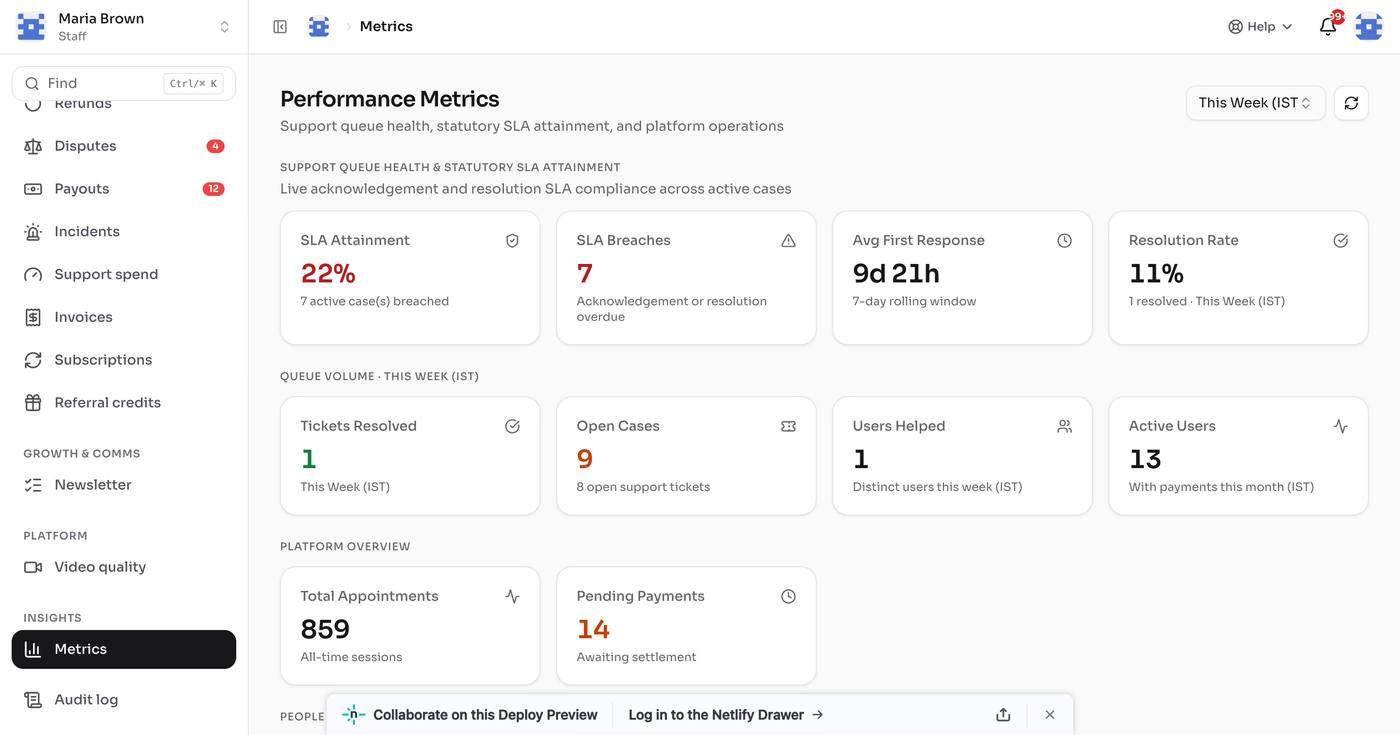 Maria Brown
Staff
Find
Ctrl/⌘ K
Refunds
Disputes
4
Payouts
12
Incidents
Support spend
Invoices
Subscriptions
Referral credits
GROWTH & COMMS
Newsletter
PLATFORM
Video quality
INSIGHTS
Metrics
Audit log
Metrics
Help
99+
Performance Metrics
Support queue health, statutory SLA attainment, and platform operations
This Week (IST
SUPPORT QUEUE HEALTH & STATUTORY SLA ATTAINMENT
Live acknowledgement and resolution SLA compliance across active cases
SLA Attainment
22%
7 active case(s) breached
SLA Breaches
7
Acknowledgement or resolution
overdue
Avg First Response
9d 21h
7-day rolling window
Resolution Rate
11%
1 resolved · This Week (IST)
QUEUE VOLUME · THIS WEEK (IST)
Tickets Resolved
1
This Week (IST)
Open Cases
9
8 open support tickets
Users Helped
1
Distinct users this week (IST)
Active Users
13
With payments this month (IST)
PLATFORM OVERVIEW
Total Appointments
859
All-time sessions
Pending Payments
14
Awaiting settlement
PEOPLE
Collaborate on this Deploy Preview
Log in to the Netlify Drawer →